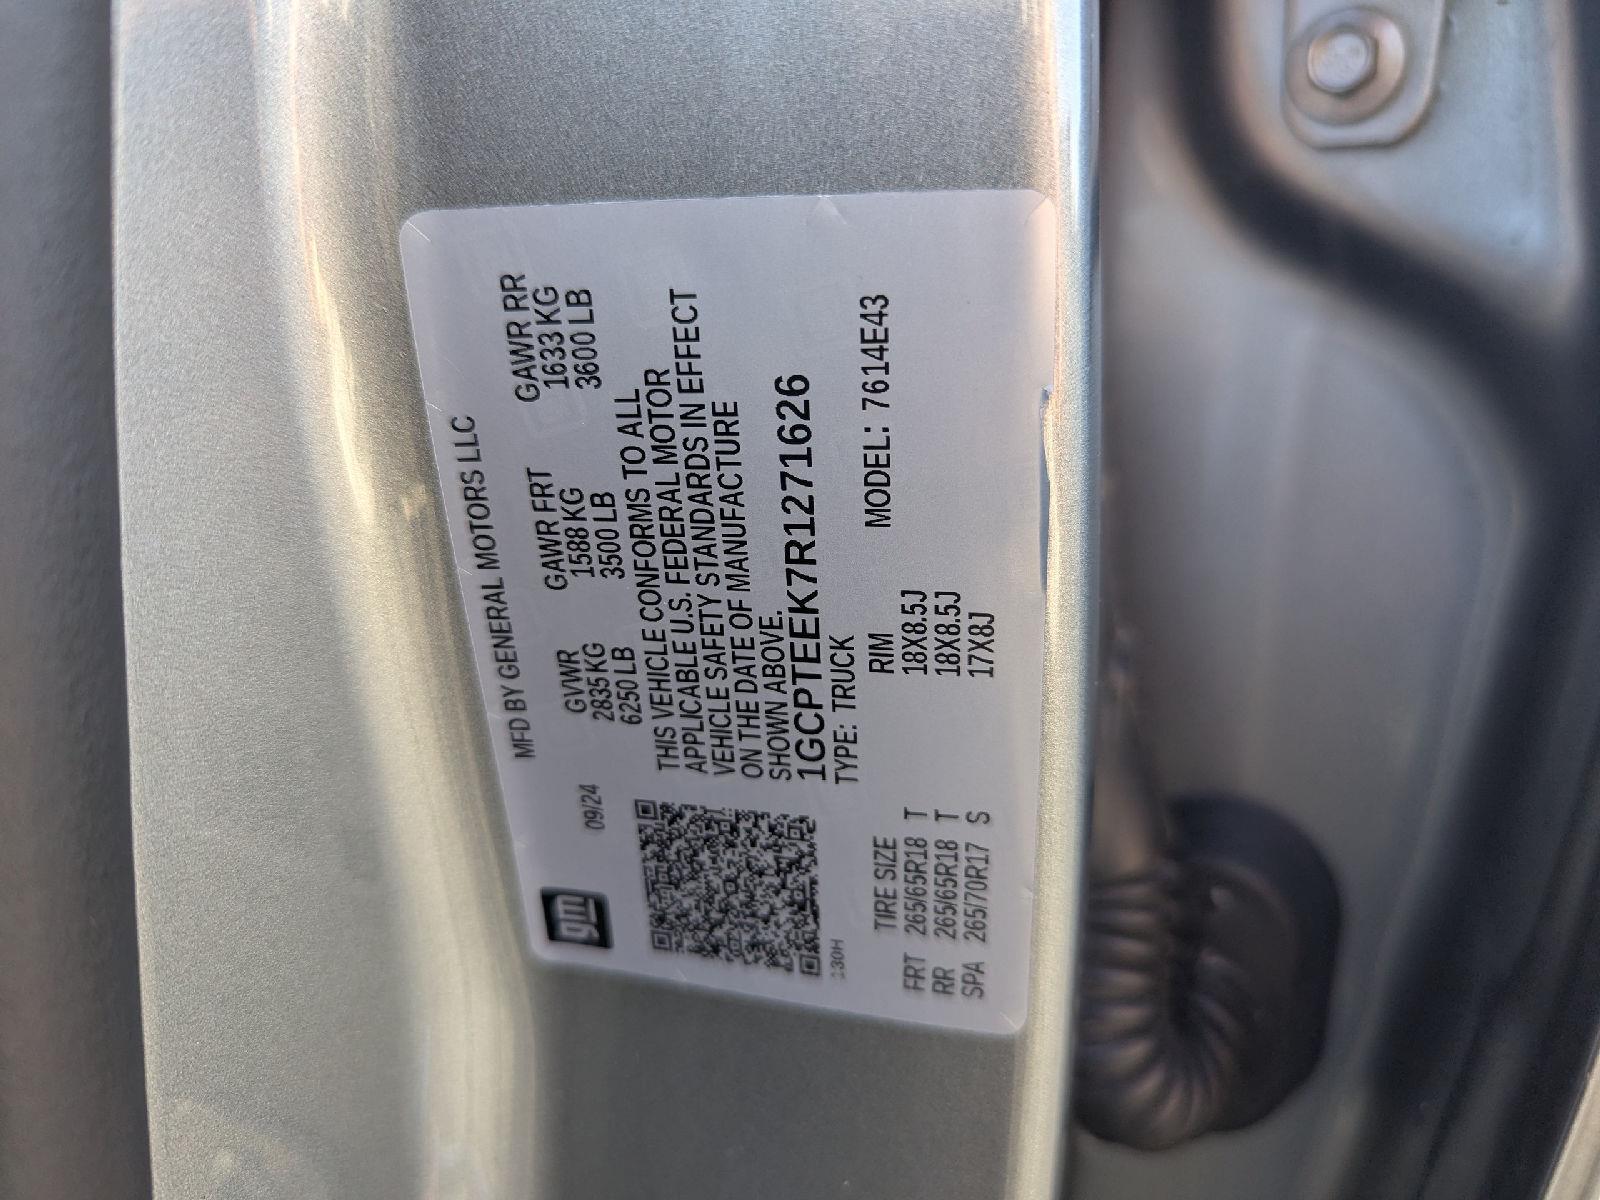 MFD BY GENERAL MOTORS LLC
gm
09/24
GVWR GAWR FRT GAWR RR
2835 KG 1588 KG 1633 KG
6250 LB 3500 LB 3600 LB
THIS VEHICLE CONFORMS TO ALL
APPLICABLE U.S. FEDERAL MOTOR
VEHICLE SAFETY STANDARDS IN EFFECT
ON THE DATE OF MANUFACTURE
SHOWN ABOVE.
1GCPTEEK7R1271626
130H
TYPE: TRUCK MODEL: 7614E43
TIRE SIZE RIM
FRT 265/65R18 T 18X8.5J
RR 265/65R18 T 18X8.5J
SPA 265/70R17 S 17X8J